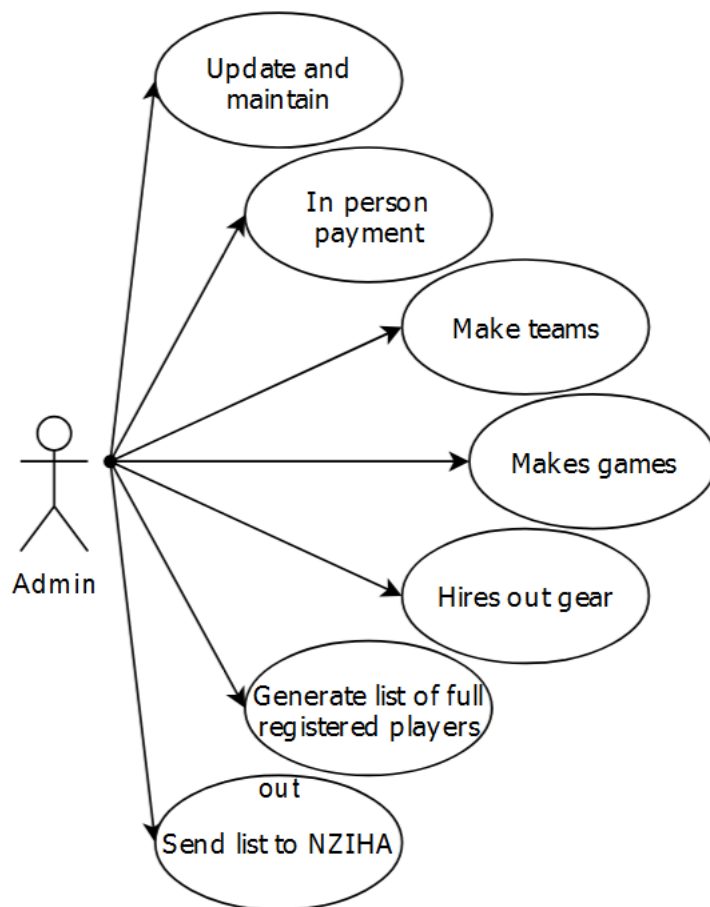 Update and
maintain
In person
payment
Make teams
Makes games
Hires out gear
Admin
Generate list of full
registered players
out
Send list to NZIHA